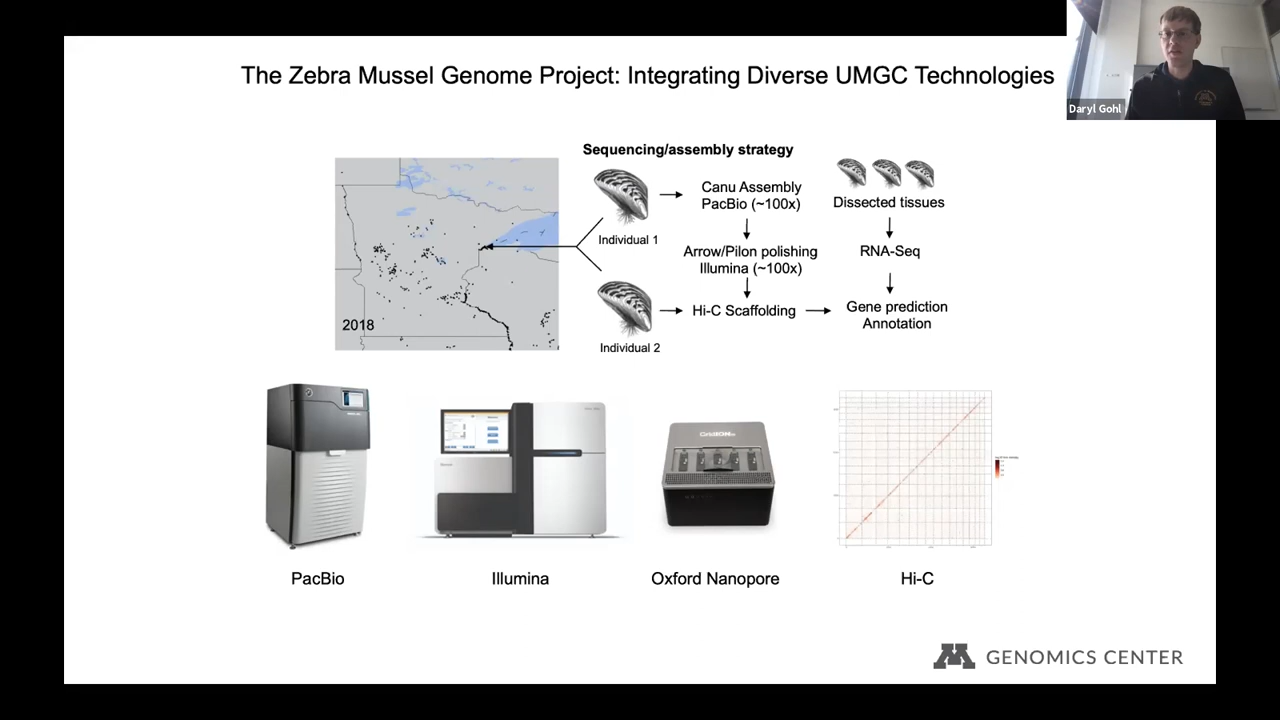 The Zebra Mussel Genome Project: Integrating Diverse UMGC Technologies
Daryl Gohl
Sequencing/assembly strategy
Individual 1
Canu Assembly
PacBio (~100x)
Arrow/Pilon polishing
Illumina (~100x)
Individual 2
Hi-C Scaffolding
Dissected tissues
RNA-Seq
Gene prediction
Annotation
2018
GridION
PacBio
Illumina
Oxford Nanopore
Hi-C
M GENOMICS CENTER